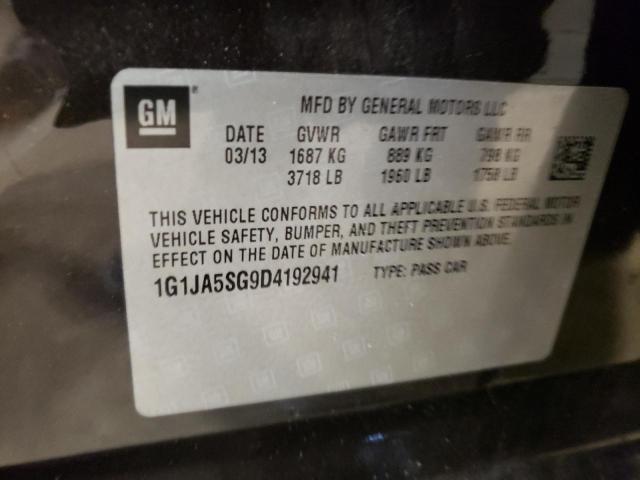 GM
MFD BY GENERAL MOTORS LLC
DATE GVWR GAWR FRT GAWR RR
03/13 1687 KG 889 KG 798 KG
3718 LB 1960 LB 1758 LB
THIS VEHICLE CONFORMS TO ALL APPLICABLE U.S. FEDERAL MOTOR
VEHICLE SAFETY, BUMPER, AND THEFT PREVENTION STANDARDS IN
EFFECT ON THE DATE OF MANUFACTURE SHOWN ABOVE.
1G1JA5SG9D4192941 TYPE: PASS CAR